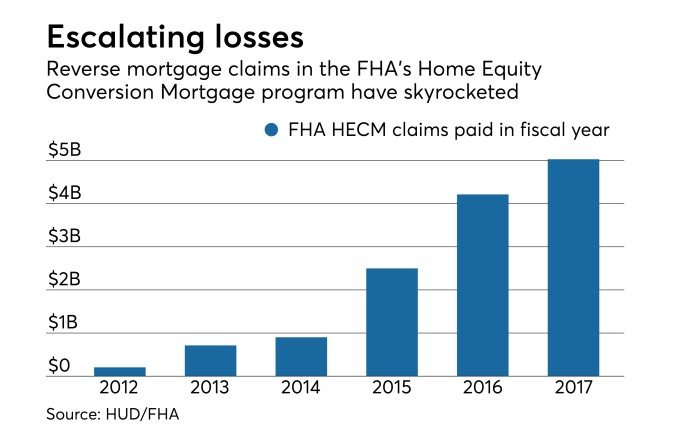 Escalating losses
Reverse mortgage claims in the FHA's Home Equity
Conversion Mortgage program have skyrocketed
FHA HECM claims paid in fiscal year
$5B
$4B
$3B
$2B
$1B
$0
2012 2013 2014 2015 2016 2017
Source: HUD/FHA